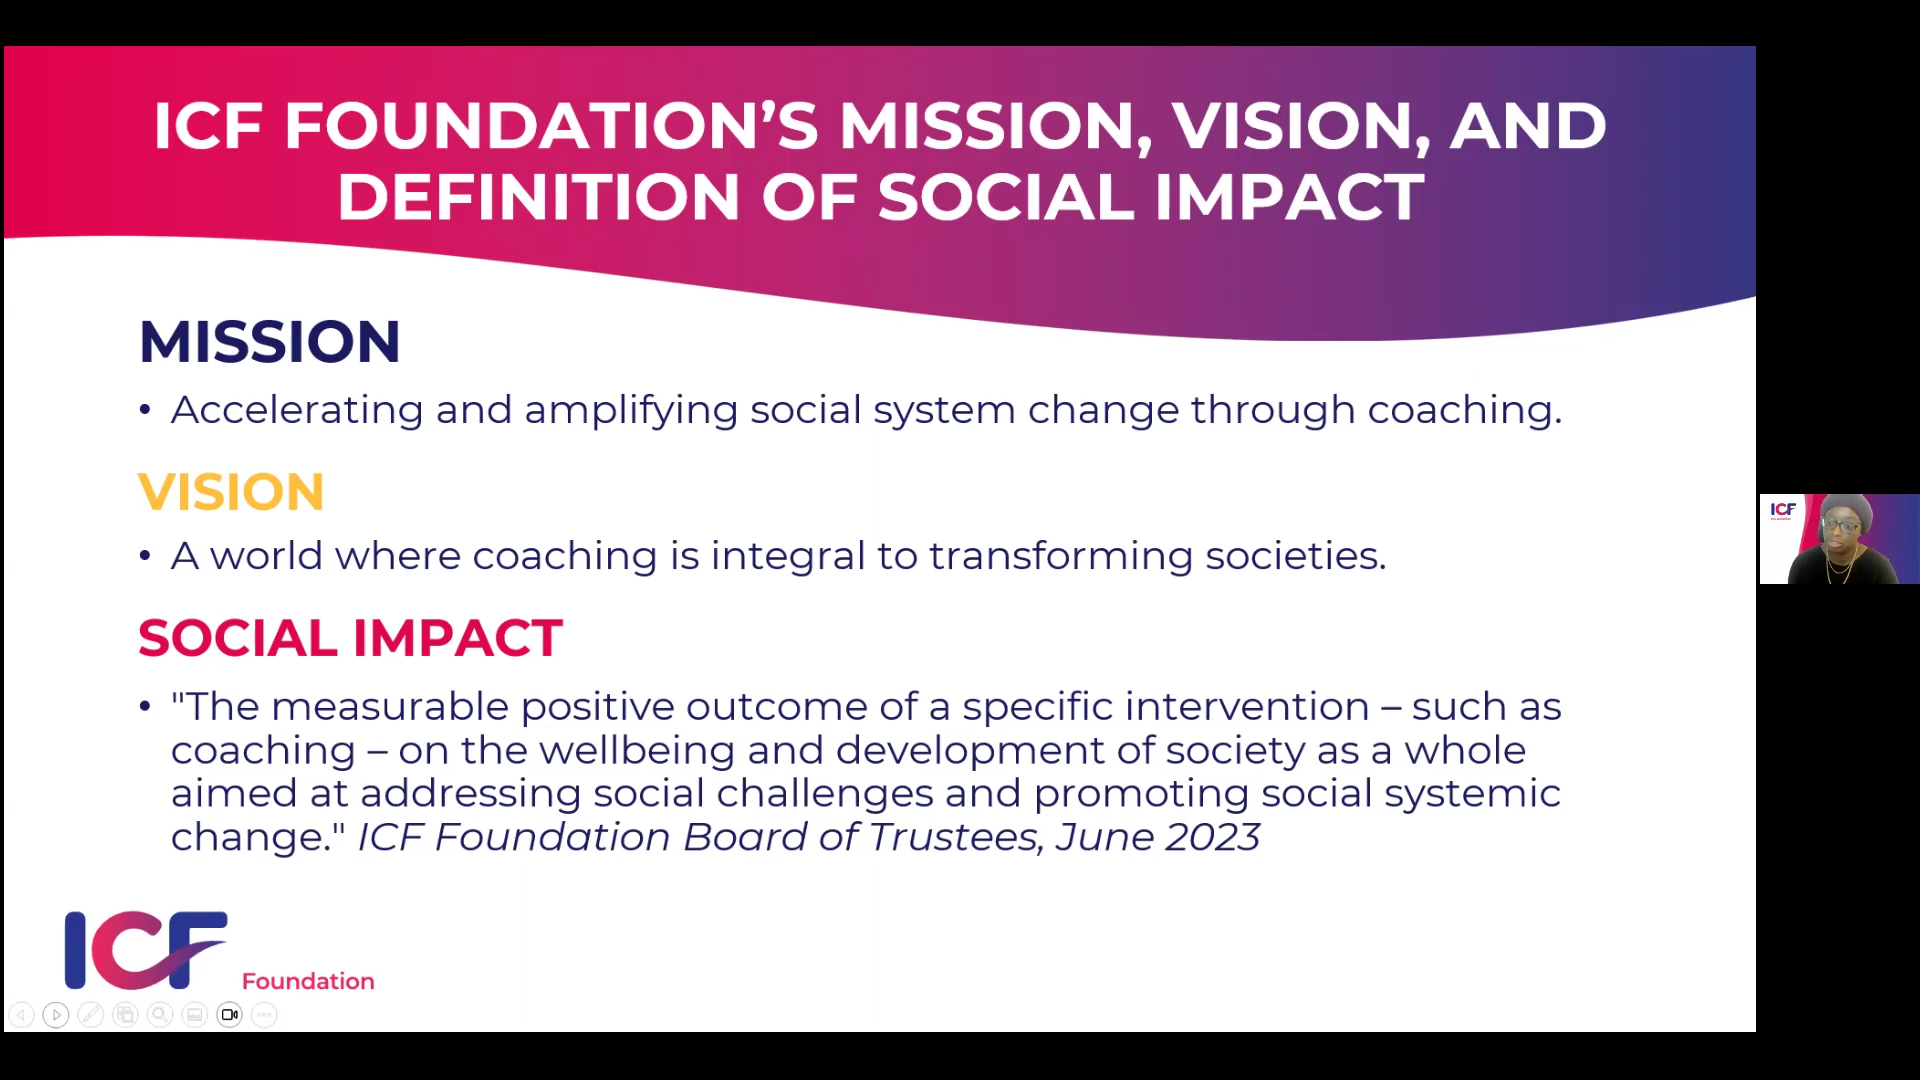 ICF FOUNDATION’S MISSION, VISION, AND
DEFINITION OF SOCIAL IMPACT
MISSION
• Accelerating and amplifying social system change through coaching.
VISION
• A world where coaching is integral to transforming societies.
SOCIAL IMPACT
• "The measurable positive outcome of a specific intervention – such as
coaching – on the wellbeing and development of society as a whole
aimed at addressing social challenges and promoting social systemic
change." ICF Foundation Board of Trustees, June 2023
ICF
Foundation
ICF